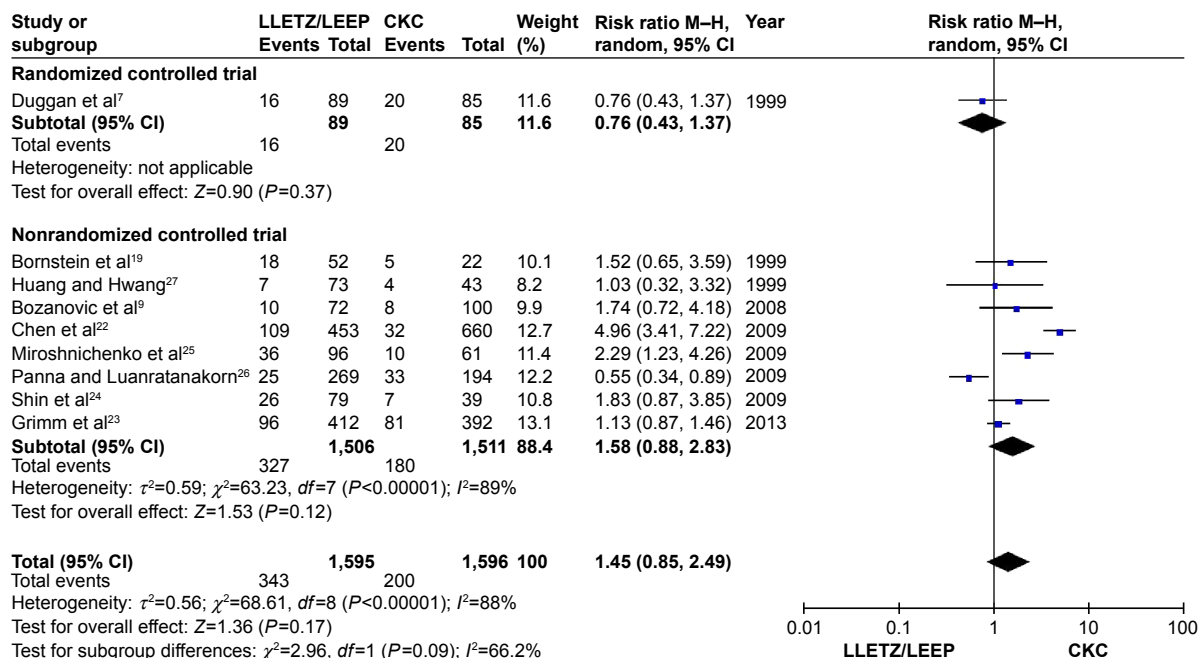 Study or subgroup LLETZ/LEEP CKC Weight (%) Risk ratio M–H, random, 95% CI Year Risk ratio M–H, random, 95% CI
Events Total Events Total
Randomized controlled trial
Duggan et al⁷ 16 89 20 85 11.6 0.76 (0.43, 1.37) 1999
Subtotal (95% CI) 89 85 11.6 0.76 (0.43, 1.37)
Total events 16 20
Heterogeneity: not applicable
Test for overall effect: Z=0.90 (P=0.37)
Nonrandomized controlled trial
Bornstein et al¹⁹ 18 52 5 22 10.1 1.52 (0.65, 3.59) 1999
Huang and Hwang²⁷ 7 73 4 43 8.2 1.03 (0.32, 3.32) 1999
Bozanovic et al⁹ 10 72 8 100 9.9 1.74 (0.72, 4.18) 2008
Chen et al²² 109 453 32 660 12.7 4.96 (3.41, 7.22) 2009
Miroshnichenko et al²⁵ 36 96 10 61 11.4 2.29 (1.23, 4.26) 2009
Panna and Luanratanakorn²⁶ 25 269 33 194 12.2 0.55 (0.34, 0.89) 2009
Shin et al²⁴ 26 79 7 39 10.8 1.83 (0.87, 3.85) 2009
Grimm et al²³ 96 412 81 392 13.1 1.13 (0.87, 1.46) 2013
Subtotal (95% CI) 1,506 1,511 88.4 1.58 (0.88, 2.83)
Total events 327 180
Heterogeneity: τ²=0.59; χ²=63.23, df=7 (P<0.00001); I²=89%
Test for overall effect: Z=1.53 (P=0.12)
Total (95% CI) 1,595 1,596 100 1.45 (0.85, 2.49)
Total events 343 200
Heterogeneity: τ²=0.56; χ²=68.61, df=8 (P<0.00001); I²=88%
Test for overall effect: Z=1.36 (P=0.17)
Test for subgroup differences: χ²=2.96, df=1 (P=0.09); I²=66.2%
0.01 0.1 1 10 100
LLETZ/LEEP CKC